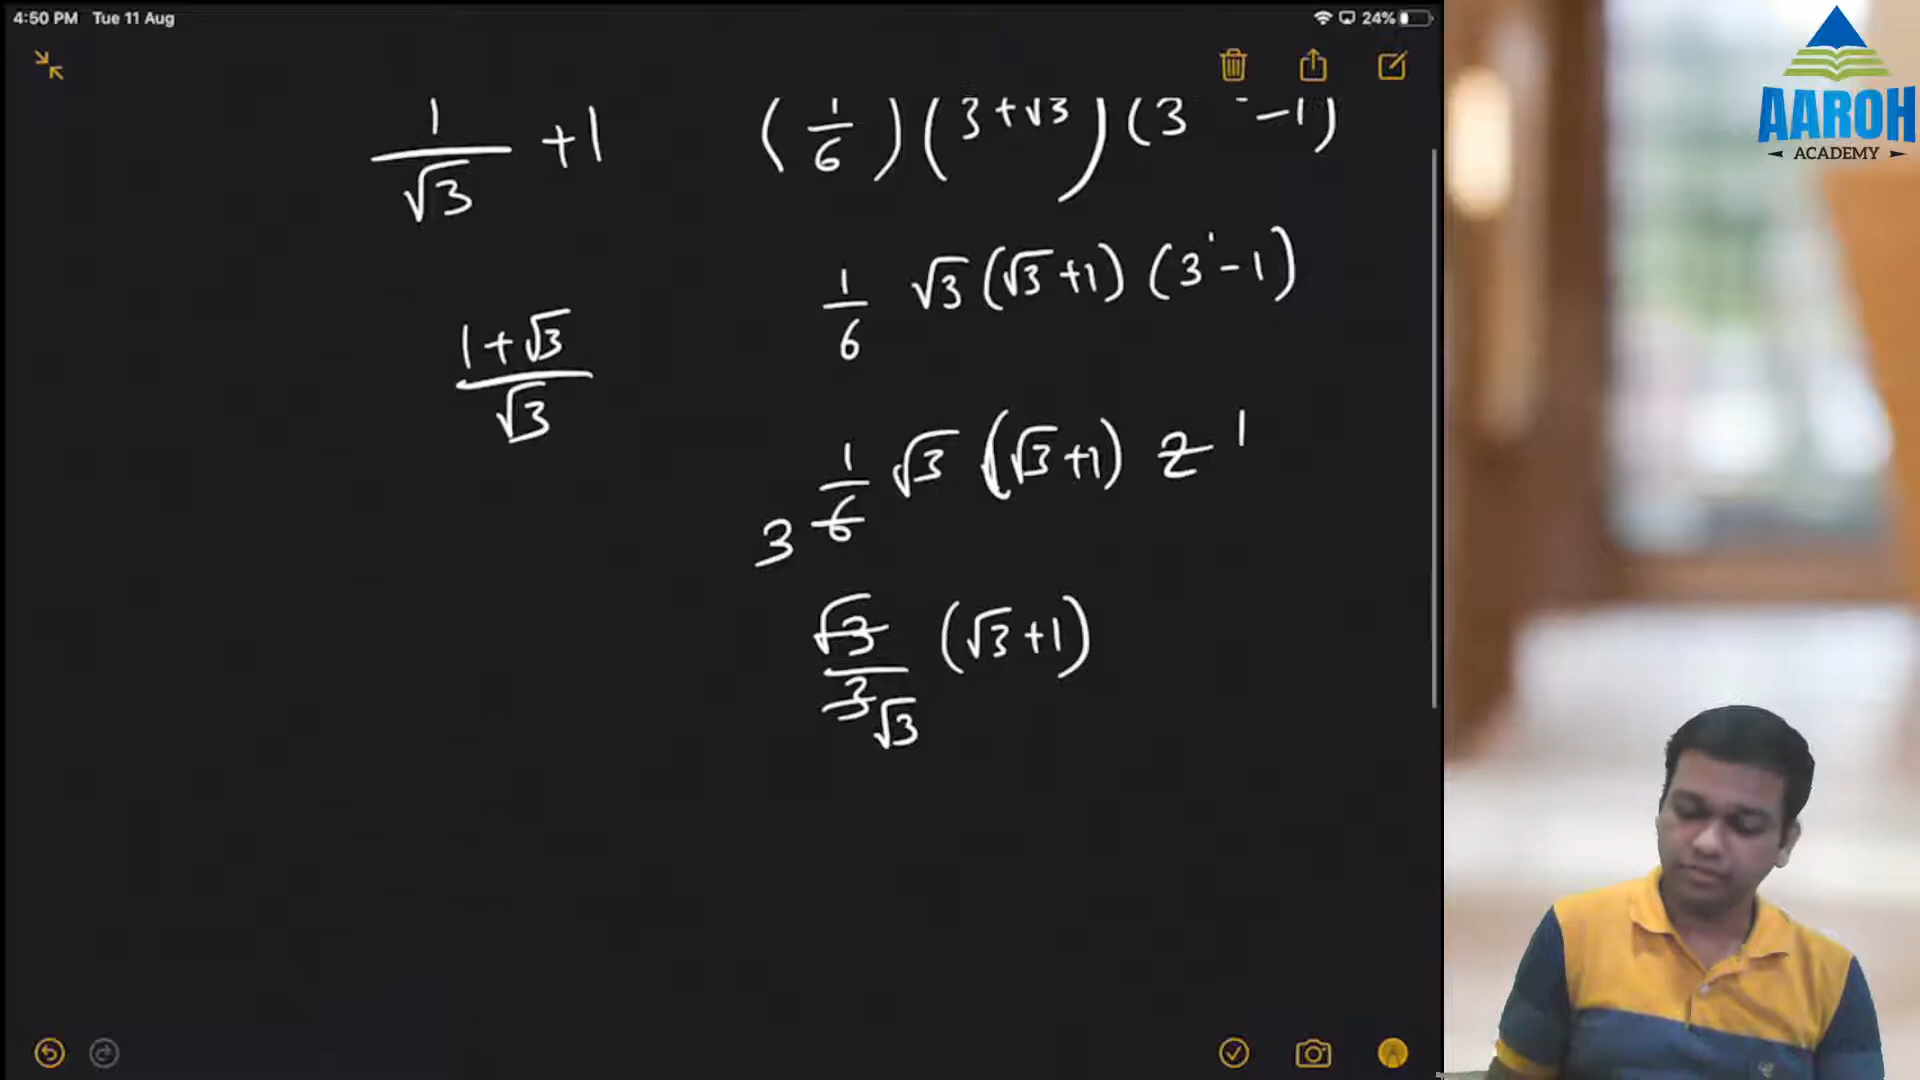 4:50 PM Tue 11 Aug
24%
AAROH
ACADEMY
1/√3 + 1
(1/6)(3+√3)(3 - 1)
1/6 √3(√3+1)(3¹-1)
1+√3/√3
1/6 √3 (√3+1) 2 1
3
√3/3 (√3+1)
√3